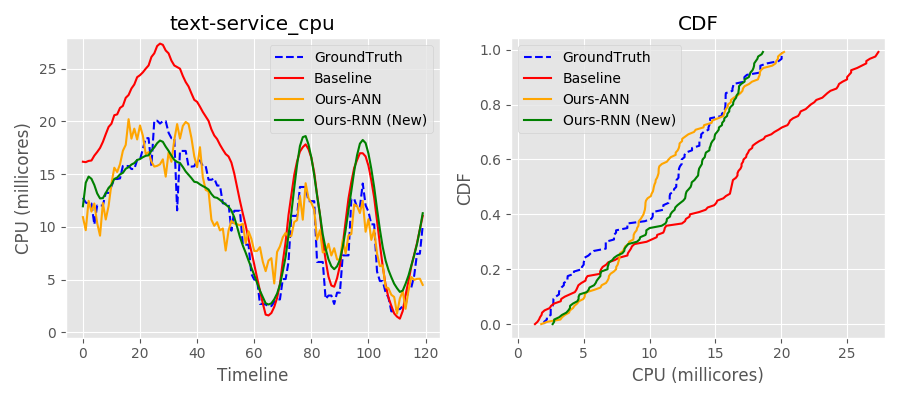 text-service_cpu
GroundTruth
Baseline
Ours-ANN
Ours-RNN (New)
CPU (millicores)
25
20
15
10
5
0
0
20
40
60
80
100
120
Timeline
CDF
GroundTruth
Baseline
Ours-ANN
Ours-RNN (New)
CDF
1.0
0.8
0.6
0.4
0.2
0.0
0
5
10
15
20
25
CPU (millicores)